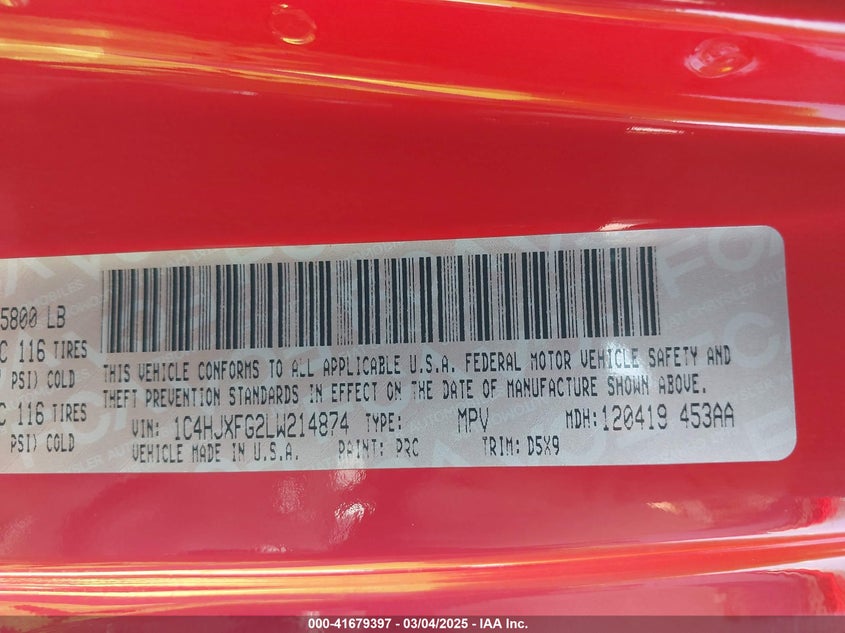 5800 LB
C 116 TIRES
PSI) COLD
C 116 TIRES
PSI) COLD
THIS VEHICLE CONFORMS TO ALL APPLICABLE U.S.A. FEDERAL MOTOR VEHICLE SAFETY AND
THEFT PREVENTION STANDARDS IN EFFECT ON THE DATE OF MANUFACTURE SHOWN ABOVE.
VIN: 1C4HJXFG2LW214874 TYPE: MPV MDH: 120419 453AA
VEHICLE MADE IN U.S.A. PAINT: PRC TRIM: D5X9
000-41679397 - 03/04/2025 - IAA Inc.